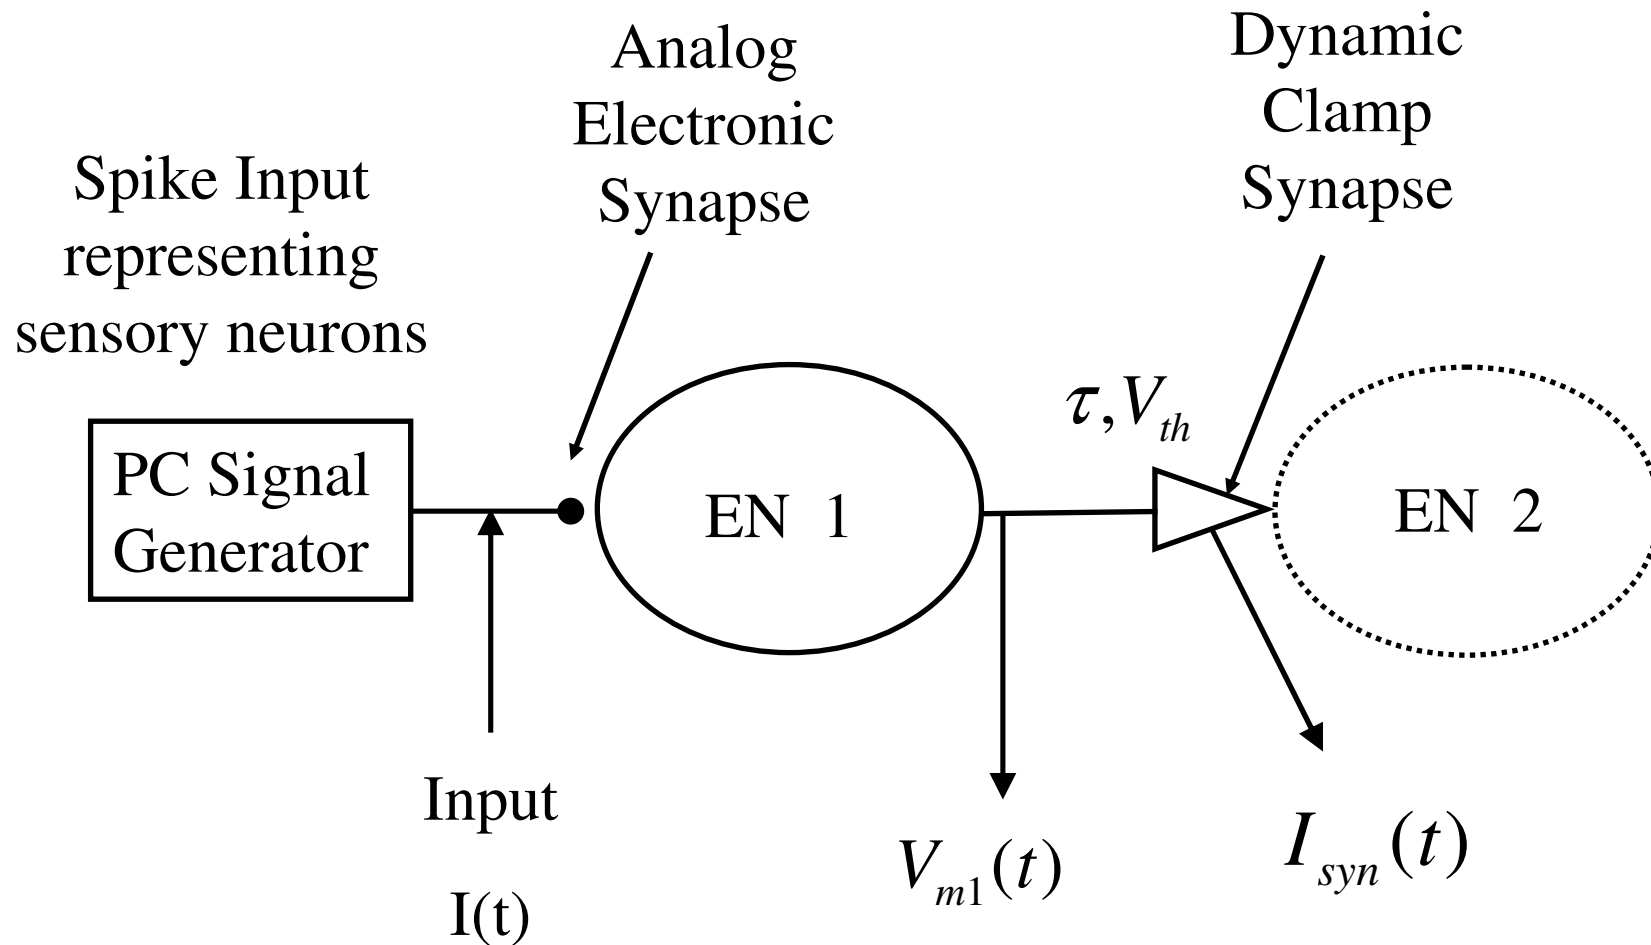 Analog
Electronic
Synapse
Dynamic
Clamp
Synapse
Spike Input
representing
sensory neurons
τ,V_th
PC Signal
Generator
EN 1
EN 2
Input
I(t)
V_m1(t)
I_syn(t)